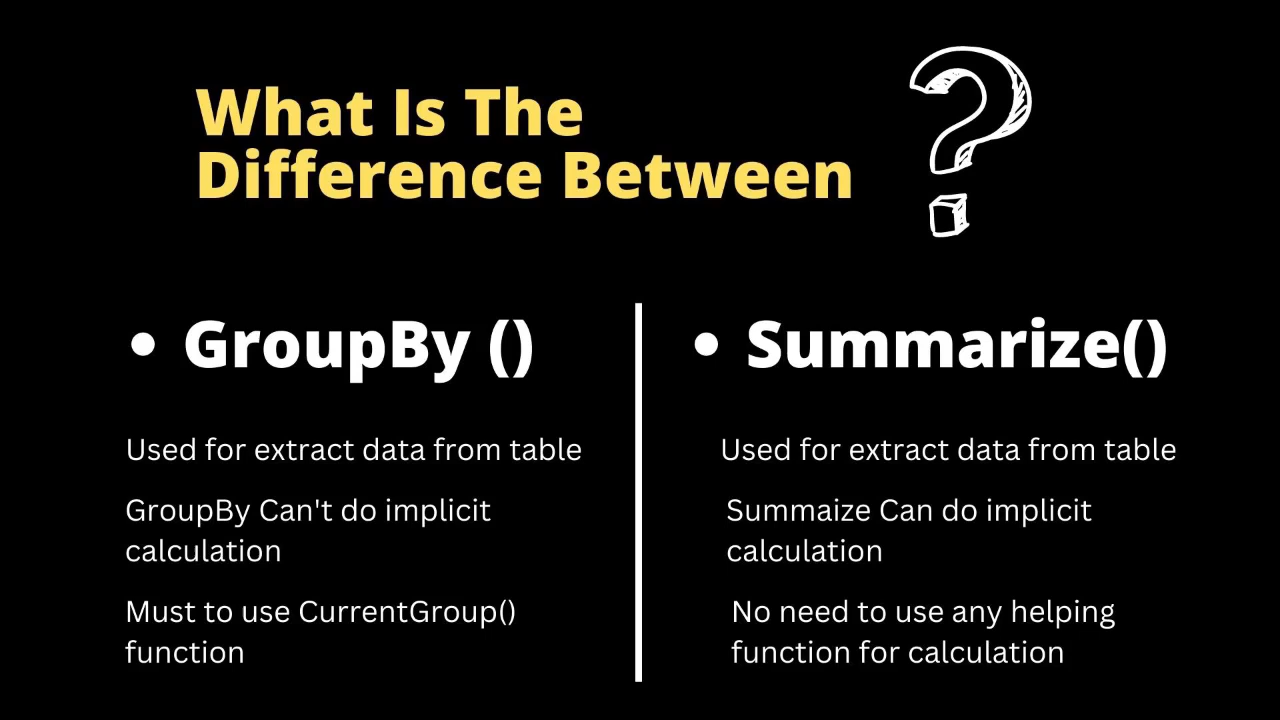 What Is The
Difference Between
?
• GroupBy ()
Used for extract data from table
GroupBy Can't do implicit
calculation
Must to use CurrentGroup()
function
• Summarize()
Used for extract data from table
Summaize Can do implicit
calculation
No need to use any helping
function for calculation